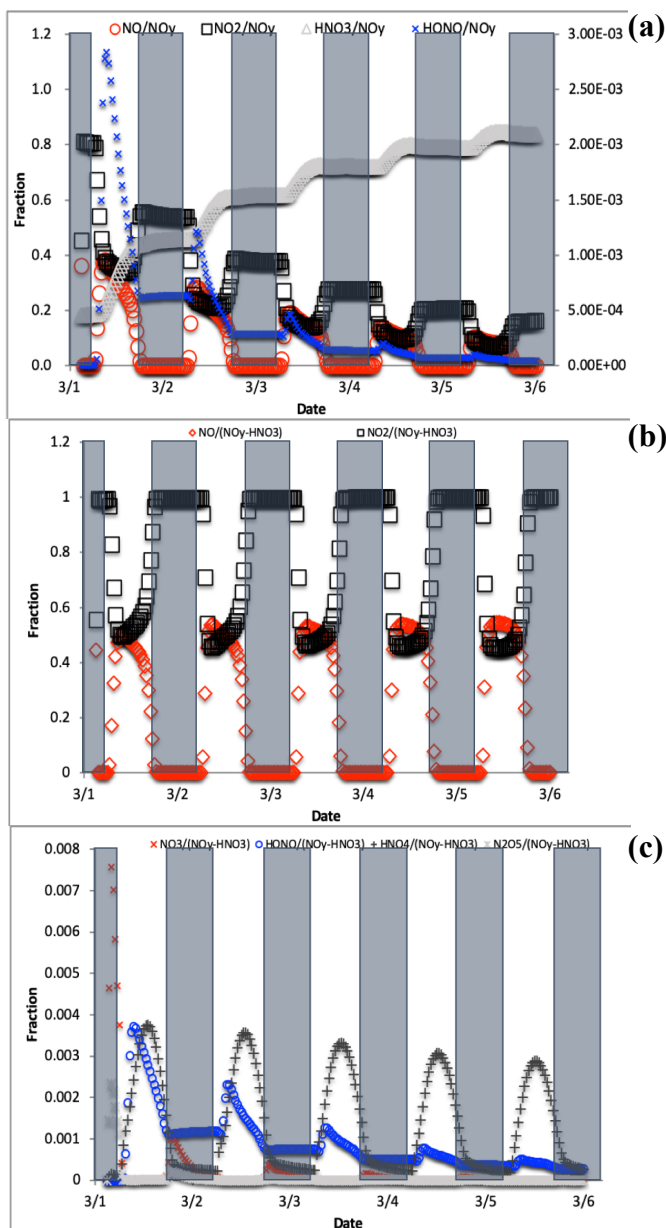 (a)
NO/NOy NO2/NOy HNO3/NOy HONO/NOy
1.2 3.00E-03
1.0 2.50E-03
0.8 2.00E-03
0.6 1.50E-03
0.4 1.00E-03
0.2 5.00E-04
0.0 0.00E+00
Fraction
3/1 3/2 3/3 3/4 3/5 3/6
Date
(b)
NO/(NOy-HNO3) NO2/(NOy-HNO3)
1.2
1
0.8
0.6
0.4
0.2
0
Fraction
3/1 3/2 3/3 3/4 3/5 3/6
Date
(c)
NO3/(NOy-HNO3) HONO/(NOy-HNO3) HNO4/(NOy-HNO3) N2O5/(NOy-HNO3)
0.008
0.007
0.006
0.005
0.004
0.003
0.002
0.001
0
Fraction
3/1 3/2 3/3 3/4 3/5 3/6
Date